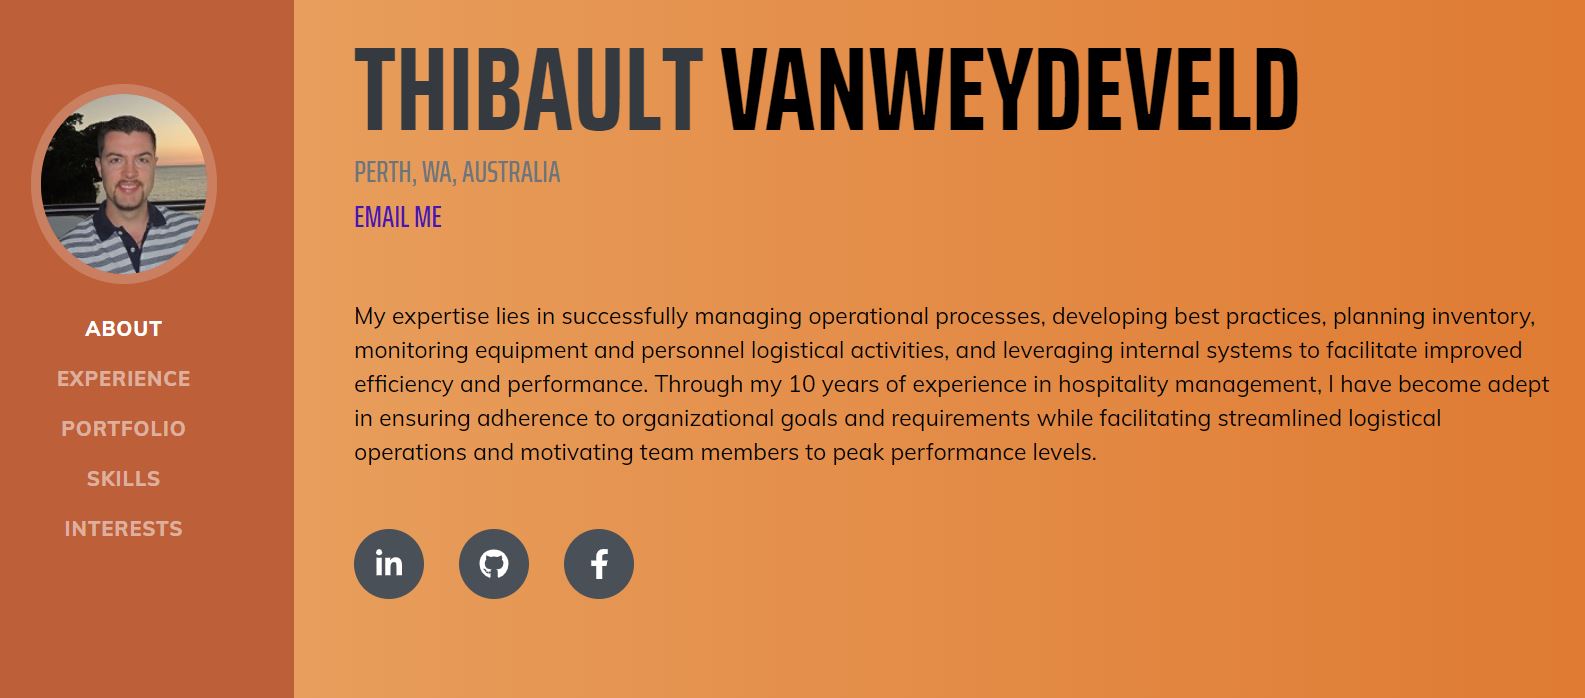 THIBAULT VANWEYDEVELD
PERTH, WA, AUSTRALIA
EMAIL ME
ABOUT
EXPERIENCE
PORTFOLIO
SKILLS
INTERESTS
My expertise lies in successfully managing operational processes, developing best practices, planning inventory,
monitoring equipment and personnel logistical activities, and leveraging internal systems to facilitate improved
efficiency and performance. Through my 10 years of experience in hospitality management, I have become adept
in ensuring adherence to organizational goals and requirements while facilitating streamlined logistical
operations and motivating team members to peak performance levels.
in
f